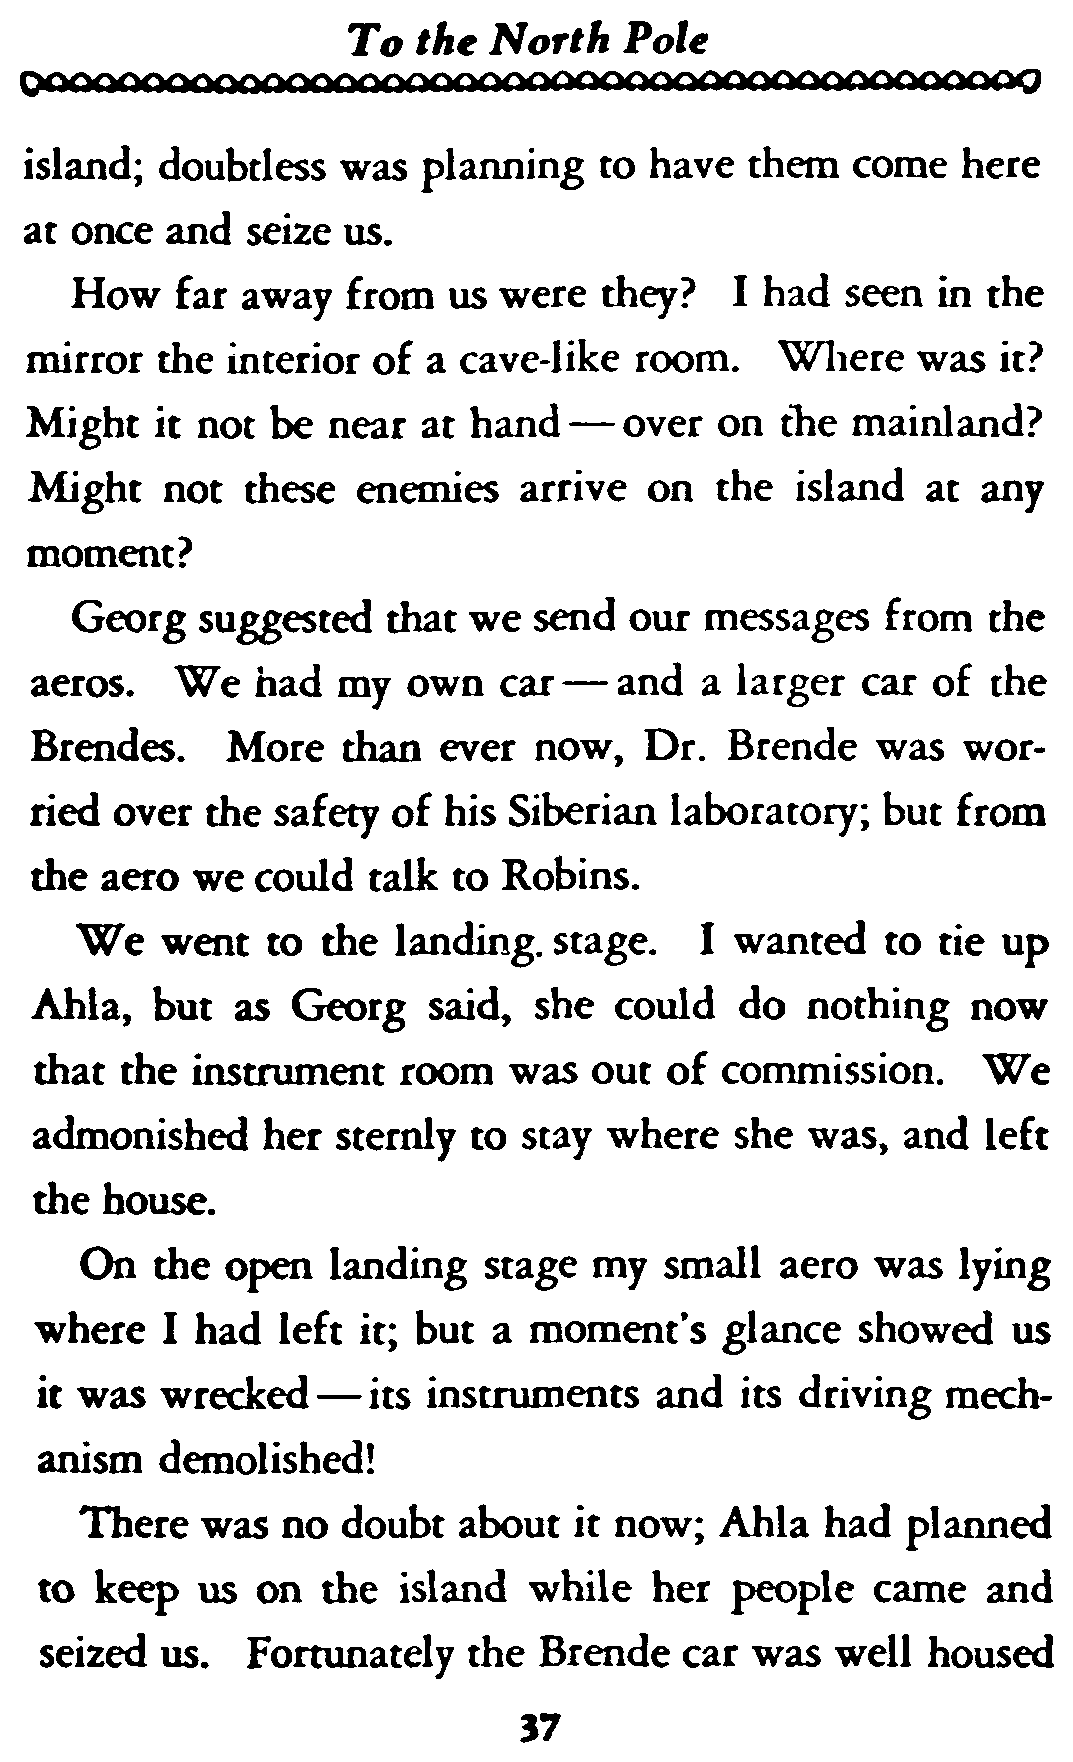 To the North Pole
island; doubtless was planning to have them come here
at once and seize us.
How far away from us were they? I had seen in the
mirror the interior of a cave-like room. Where was it?
Might it not be near at hand — over on the mainland?
Might not these enemies arrive on the island at any
moment?
Georg suggested that we send our messages from the
aeros. We had my own car — and a larger car of the
Brendes. More than ever now, Dr. Brende was wor-
ried over the safety of his Siberian laboratory; but from
the aero we could talk to Robins.
We went to the landing. stage. I wanted to tie up
Ahla, but as Georg said, she could do nothing now
that the instrument room was out of commission. We
admonished her sternly to stay where she was, and left
the house.
On the open landing stage my small aero was lying
where I had left it; but a moment's glance showed us
it was wrecked — its instruments and its driving mech-
anism demolished!
There was no doubt about it now; Ahla had planned
to keep us on the island while her people came and
seized us. Fortunately the Brende car was well housed
37